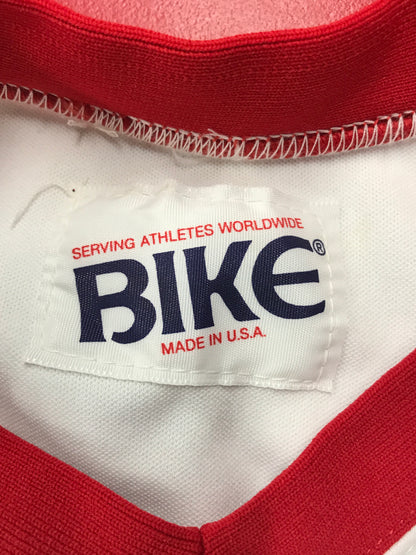 SERVING ATHLETES WORLDWIDE
BIKE®
MADE IN U.S.A.